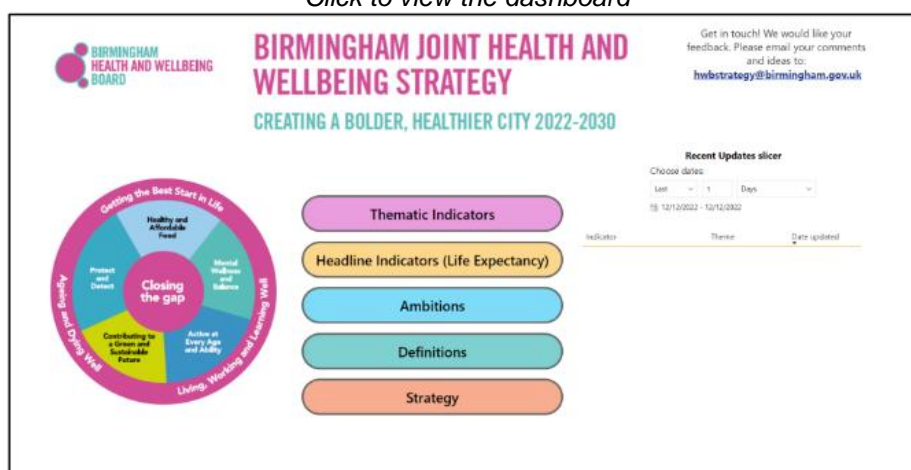 Click to view the dashboard
BIRMINGHAM
HEALTH AND WELLBEING
BOARD
BIRMINGHAM JOINT HEALTH AND
WELLBEING STRATEGY
CREATING A BOLDER, HEALTHIER CITY 2022-2030
Get in touch! We would like your
feedback. Please email your comments
and ideas to:
hwbstrategy@birmingham.gov.uk
Recent Updates slicer
Choose dates:
Last
1
Days
12/12/2022 - 12/12/2022
Indicator
Theme
Date updated
Getting the Best Start in Life
Healthy and
Affordable
Food
Mental
Wellness
and
Balance
Protect
and
Detect
Closing
the gap
Contributing to
a Green and
Sustainable
Future
Active at
Every Age
and Ability
Ageing and Dying Well
Living, Working and Learning Well
Thematic Indicators
Headline Indicators (Life Expectancy)
Ambitions
Definitions
Strategy